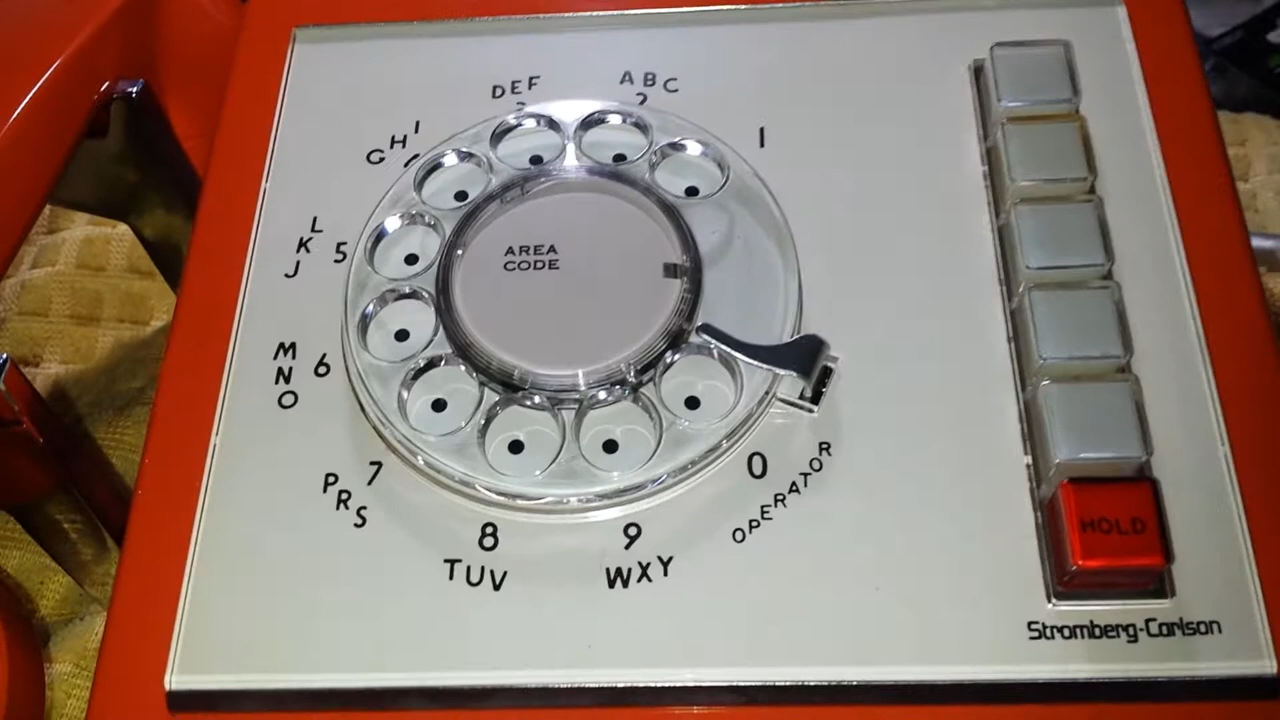 ABC
2
DEF
GHI
1
JKL
5
MNO
6
PRS
7
TUV
8
WXY
9
OPERATOR
0
AREA
CODE
HOLD
Stromberg-Carlson